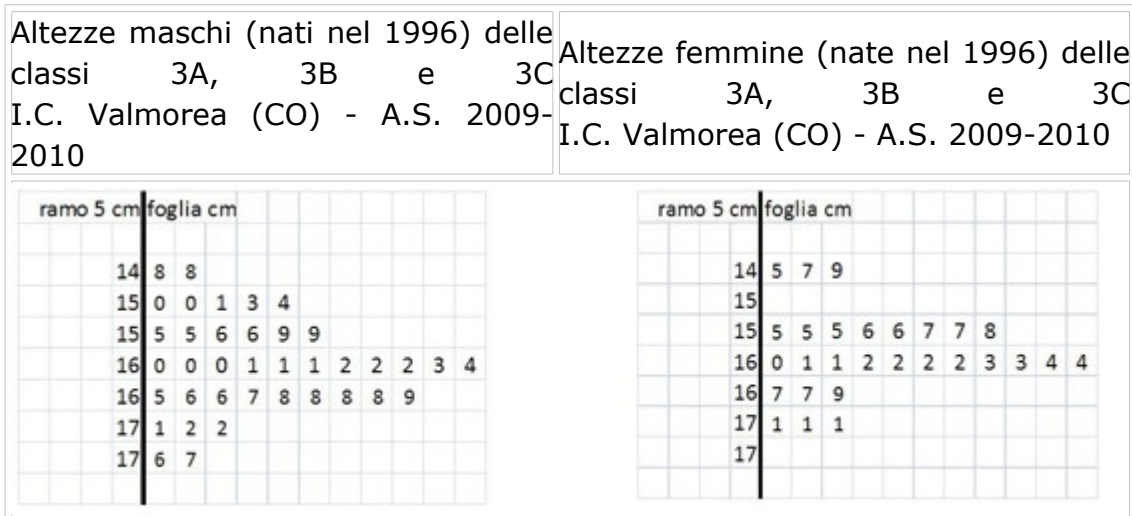 Altezze maschi (nati nel 1996) delle
classi 3A, 3B e 3C
I.C. Valmorea (CO) - A.S. 2009-
2010
Altezze femmine (nate nel 1996) delle
classi 3A, 3B e 3C
I.C. Valmorea (CO) - A.S. 2009-2010
ramo 5 cm foglia cm
14 8 8
15 0 0 1 3 4
15 5 5 6 6 9 9
16 0 0 0 1 1 1 2 2 2 3 4
16 5 6 6 7 8 8 8 8 9
17 1 2 2
17 6 7
ramo 5 cm foglia cm
14 5 7 9
15
15 5 5 5 6 6 7 7 8
16 0 1 1 2 2 2 2 3 3 4 4
16 7 7 9
17 1 1 1
17